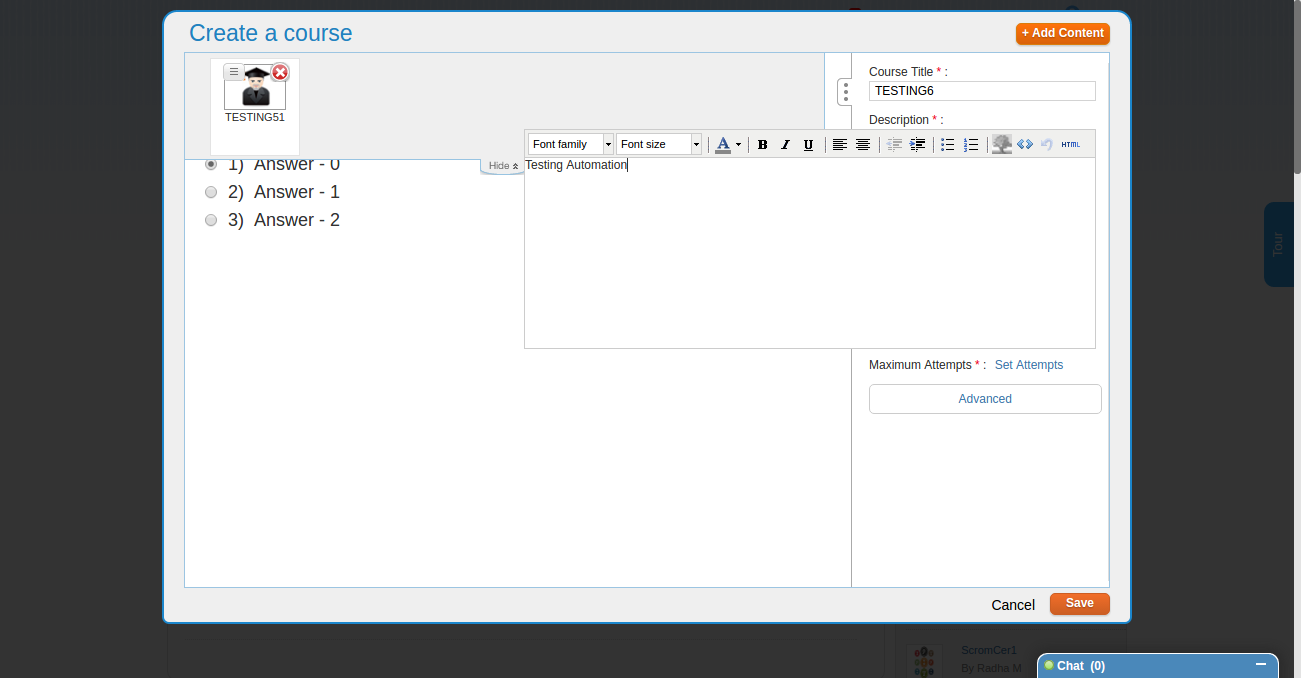 Create a course
+ Add Content
TESTING51
Course Title * :
TESTING6
Description * :
Font family
Font size
A
B I U
HTML
Hide
Testing Automation
1) Answer - 0
2) Answer - 1
3) Answer - 2
Tour
Maximum Attempts * : Set Attempts
Advanced
Cancel
Save
ScromCer1
By Radha M
Chat (0)